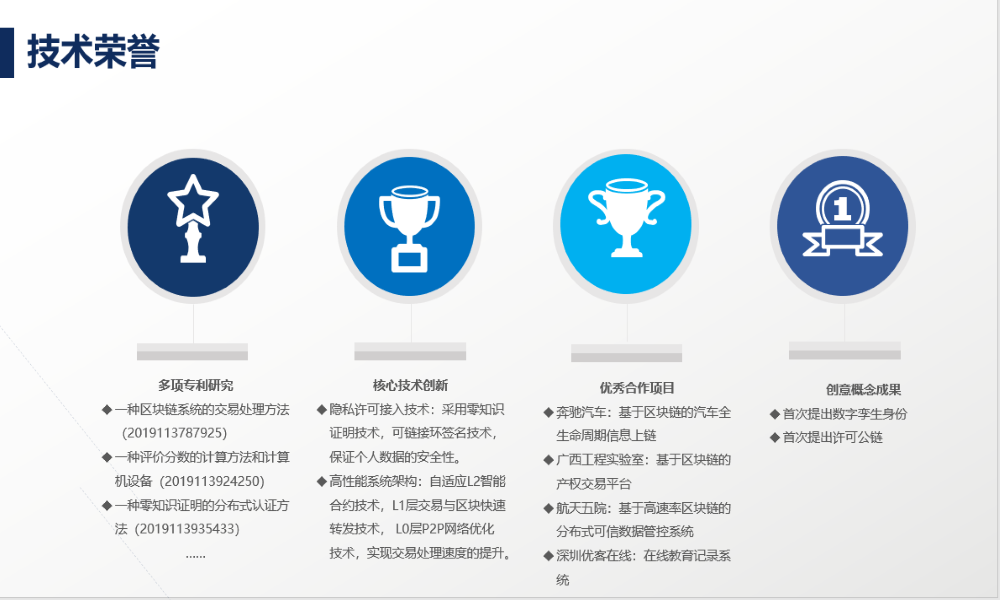 技术荣誉
1
多项专利研究
◆一种区块链系统的交易处理方法
（2019113787925)
◆一种评价分数的计算方法和计算
机设备（2019113924250)
◆一种零知识证明的分布式认证方
法（2019113935433)
......
核心技术创新
◆隐私许可接入技术：采用零知识
证明技术，可链接环签名技术，
保证个人数据的安全性。
◆高性能系统架构：自适应L2智能
合约技术，L1层交易与区块快速
转发技术， L0层P2P网络优化
技术，实现交易处理速度的提升。
优秀合作项目
◆奔驰汽车：基于区块链的汽车全
生命周期信息上链
◆广西工程实验室：基于区块链的
产权交易平台
◆航天五院：基于高速率区块链的
分布式可信数据管控系统
◆深圳优客在线：在线教育记录系
统
创意概念成果
◆首次提出数字孪生身份
◆首次提出许可公链